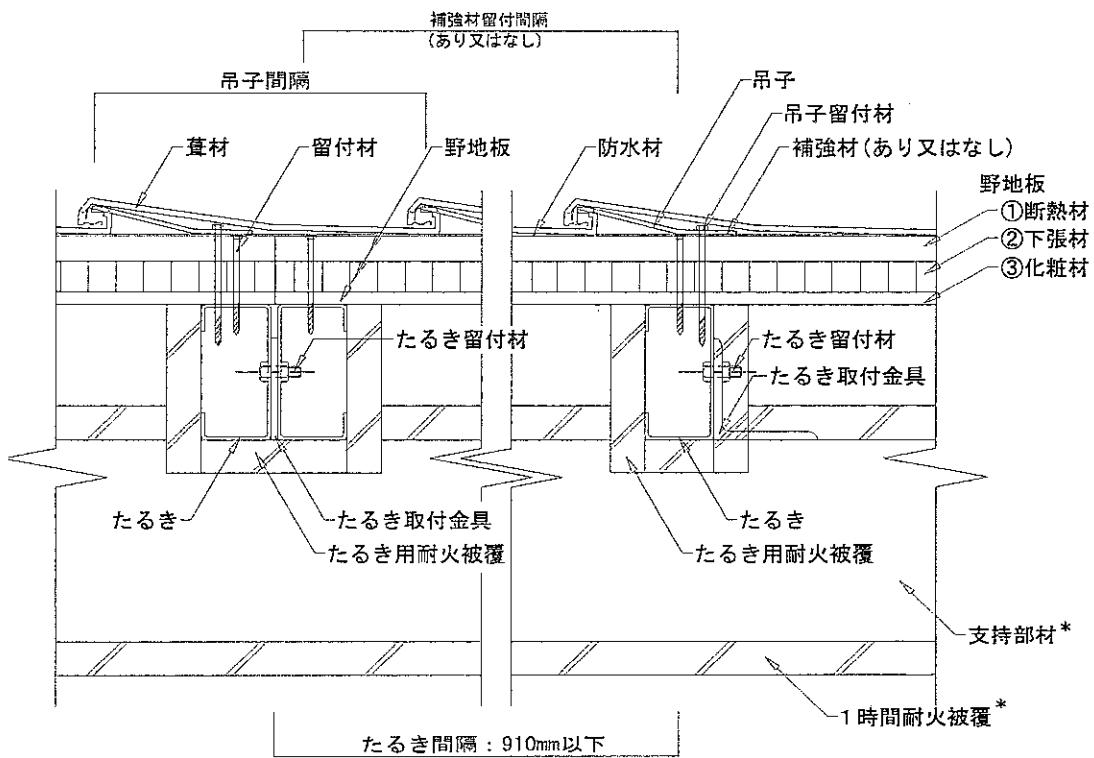 補強材留付間隔
(あり又はなし)
吊子間隔
吊子
吊子留付材
葺材
留付材
野地板
防水材
補強材(あり又はなし)
野地板
①断熱材
②下張材
③化粧材
たるき留付材
たるき留付材
たるき取付金具
たるき
たるき取付金具
たるき用耐火被覆
たるき
たるき用耐火被覆
支持部材*
1時間耐火被覆*
たるき間隔:910mm以下